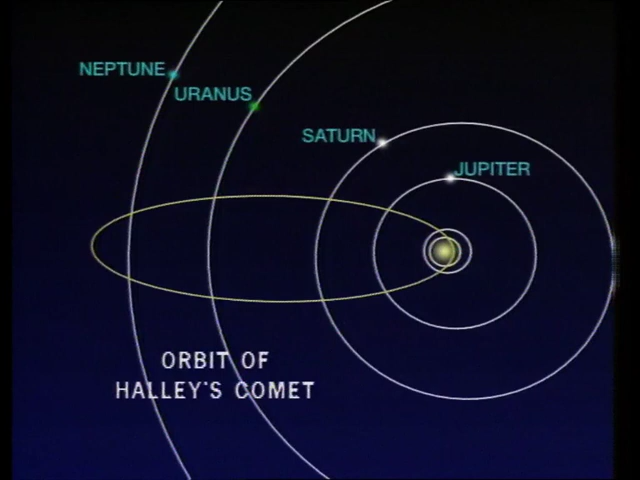 NEPTUNE
URANUS
SATURN
JUPITER
ORBIT OF
HALLEY'S COMET